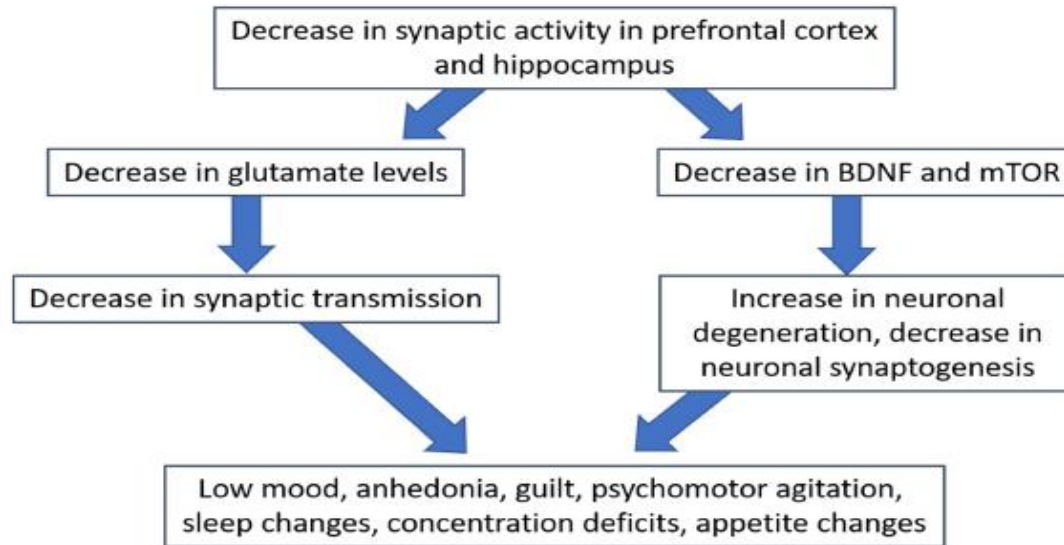 Decrease in synaptic activity in prefrontal cortex
and hippocampus
Decrease in glutamate levels
Decrease in BDNF and mTOR
Decrease in synaptic transmission
Increase in neuronal
degeneration, decrease in
neuronal synaptogenesis
Low mood, anhedonia, guilt, psychomotor agitation,
sleep changes, concentration deficits, appetite changes